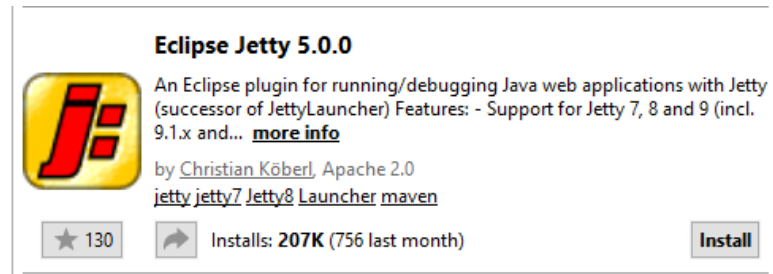 Eclipse Jetty 5.0.0
An Eclipse plugin for running/debugging Java web applications with Jetty
(successor of JettyLauncher) Features: - Support for Jetty 7, 8 and 9 (incl.
9.1.x and... more info
by Christian Köberl, Apache 2.0
jetty jetty7 Jetty8 Launcher maven
130 Installs: 207K (756 last month) Install
j: